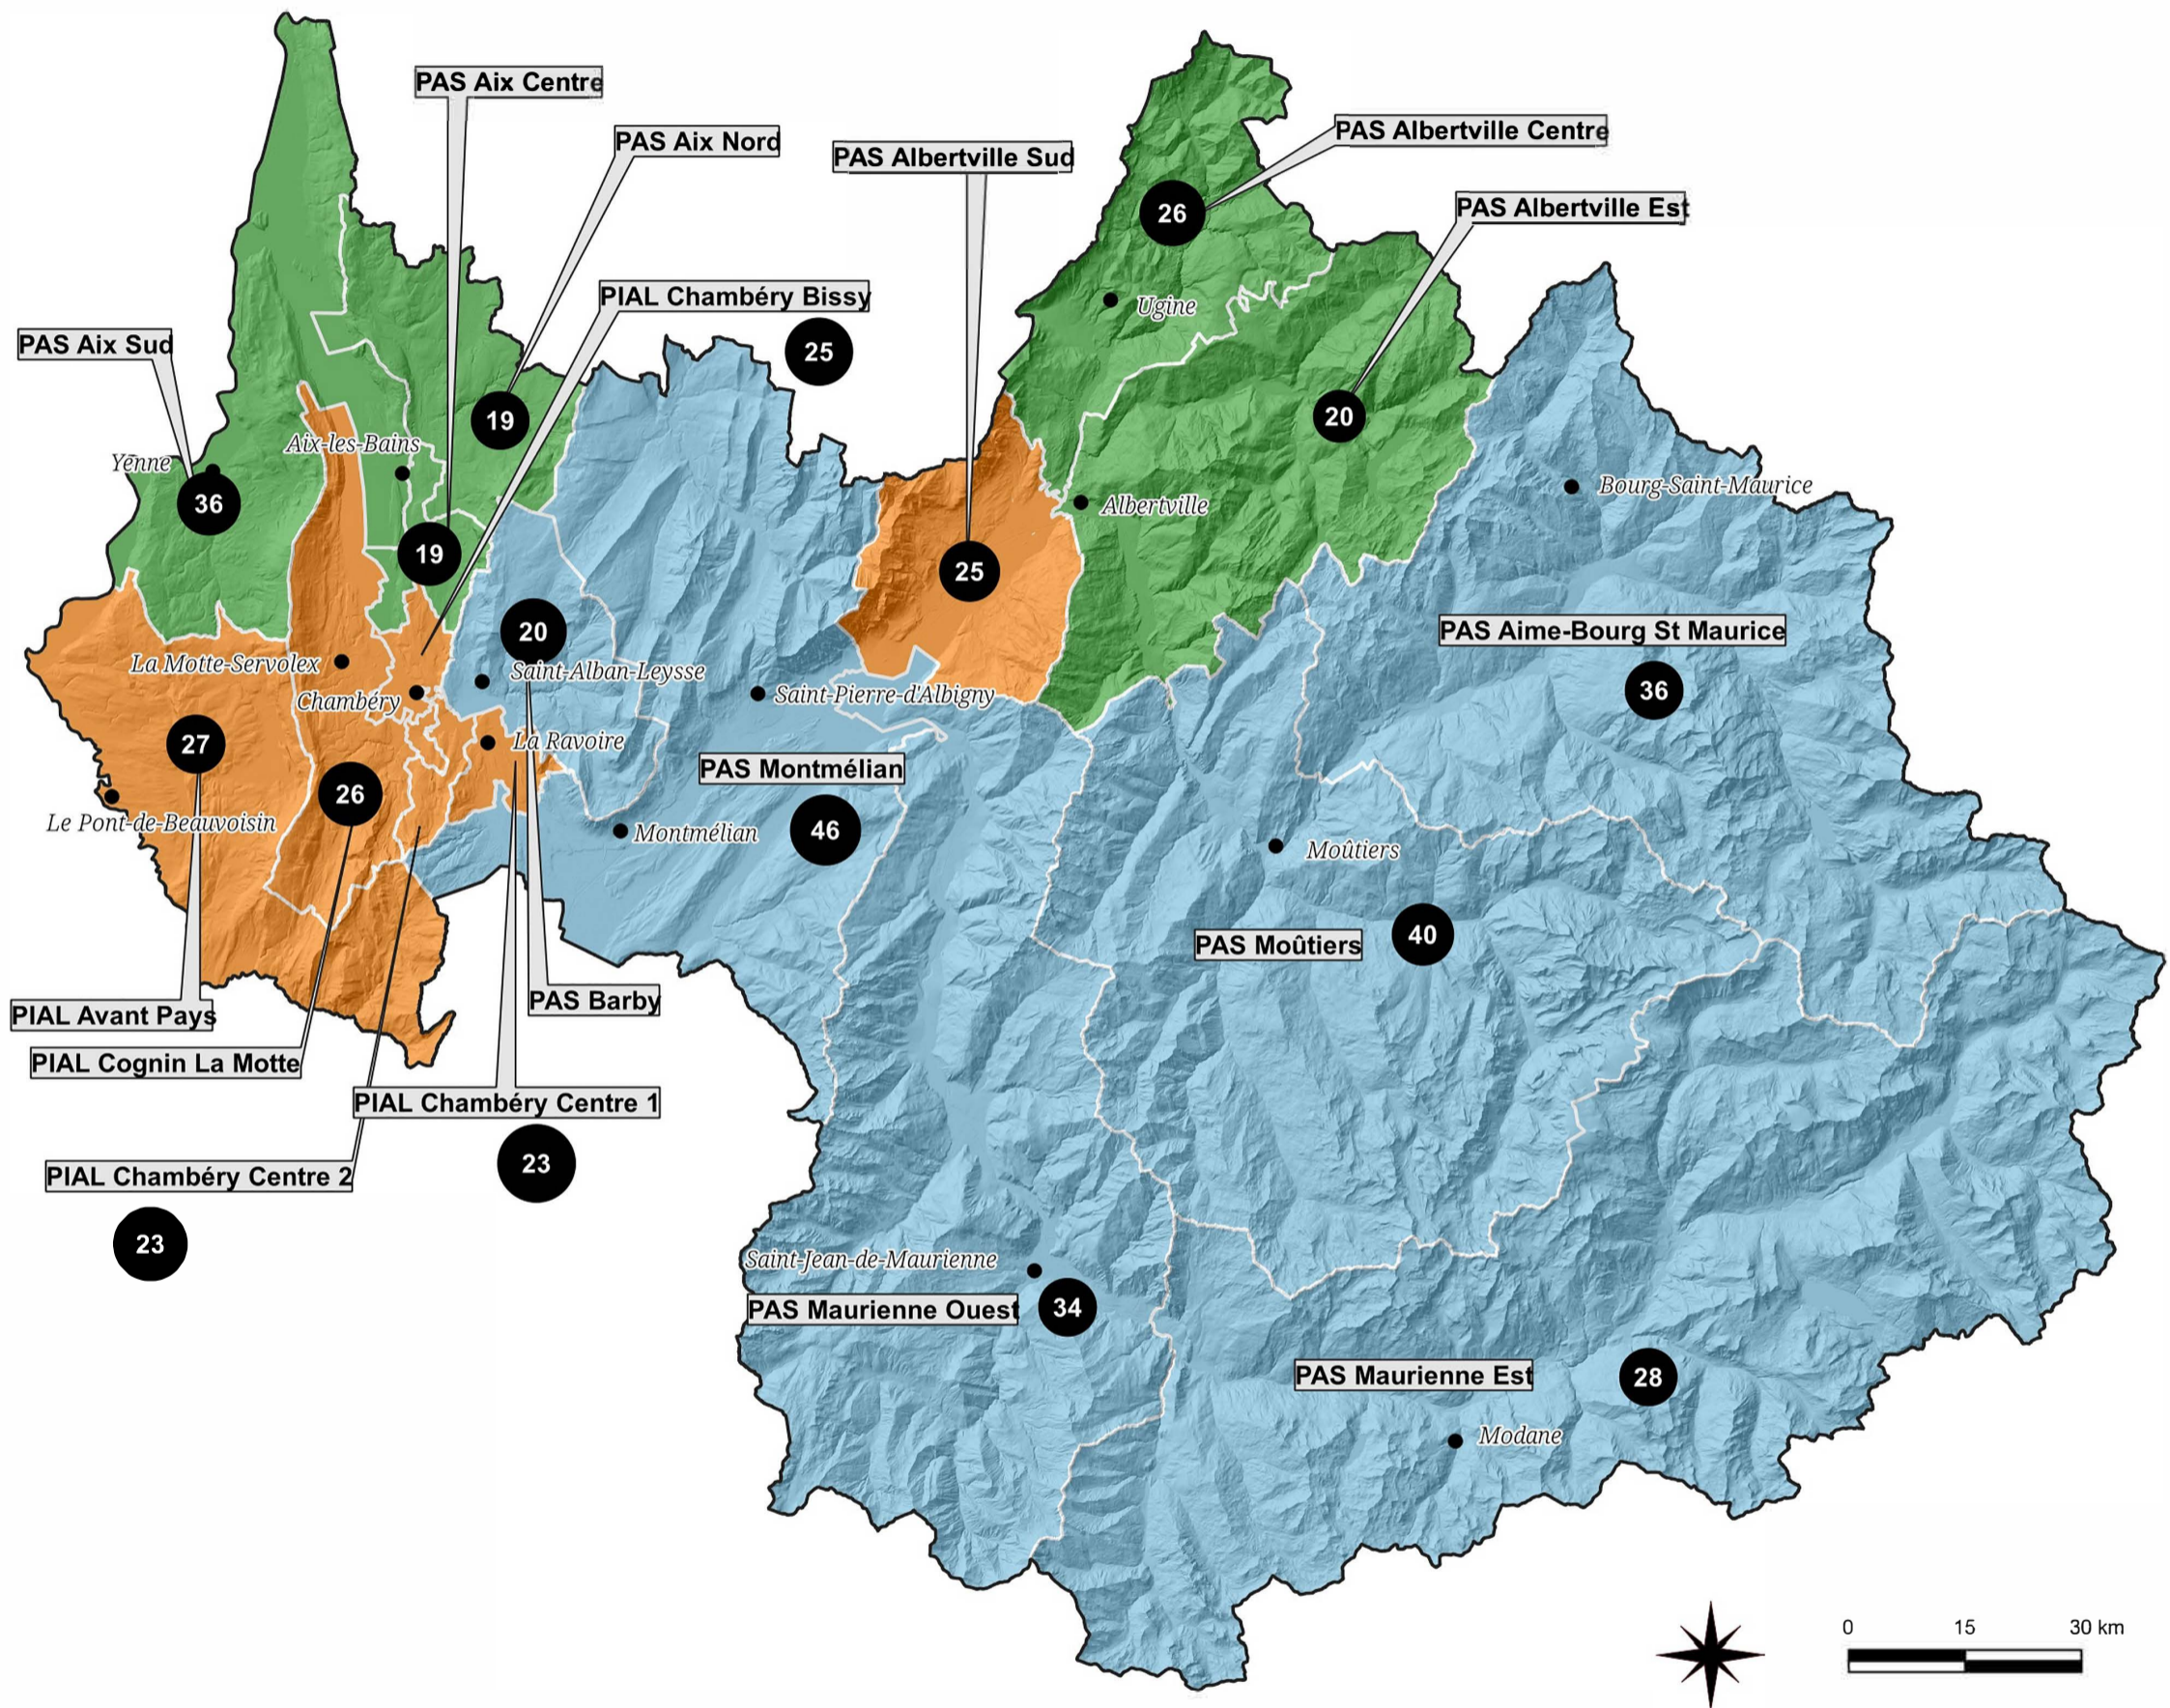 PAS Aix Centre
PAS Albertville Centre
PAS Aix Nord
PAS Albertville Sud
26
PAS Albertville Est
PIAL Chambéry Bissy
Ugine
PAS Aix Sud
25
19
20
Aix-les-Bains
Yenne
Bourg-Saint-Maurice
36
Albertville
19
25
20
PAS Aime-Bourg St Maurice
La Motte-Servolex
Saint-Alban-Leysse
36
Chambéry
Saint-Pierre-d'Albigny
27
La Ravoire
PAS Montmélian
26
Le Pont-de-Beauvoisin
Montmélian
46
Moûtiers
PAS Moûtiers
40
PAS Barby
PIAL Avant Pays
PIAL Cognin La Motte
PIAL Chambéry Centre 1
23
PIAL Chambéry Centre 2
23
Saint-Jean-de-Maurienne
PAS Maurienne Ouest
34
PAS Maurienne Est
28
Modane
0 15 30 km